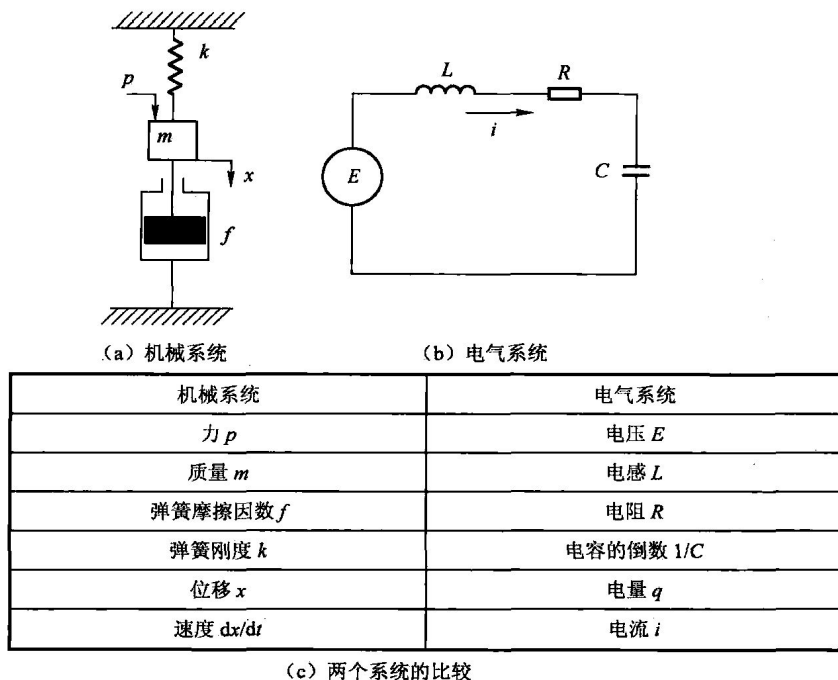 k
p
m
x
f
L
R
i
E
C
（a）机械系统
（b）电气系统
机械系统 电气系统
力 p 电压 E
质量 m 电感 L
弹簧摩擦因数 f 电阻 R
弹簧刚度 k 电容的倒数 1/C
位移 x 电量 q
速度 dx/dt 电流 i
（c）两个系统的比较